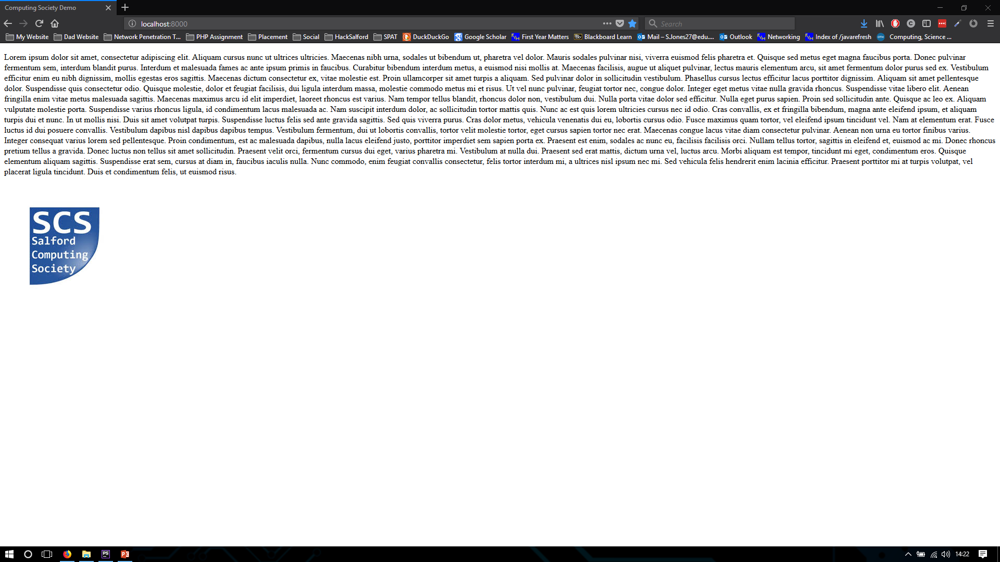 Computing Society Demo
localhost:8000
Search
My Website Dad Website Network Penetration T... PHP Assignment Placement Social HackSalford SPAT DuckDuckGo Google Scholar First Year Matters Bb Blackboard Learn Mail – SJones27@edu.... Outlook Networking Index of /javarefresh Computing, Science ...
Lorem ipsum dolor sit amet, consectetur adipiscing elit. Aliquam cursus nunc ut ultrices ultricies. Maecenas nibh urna, sodales ut bibendum ut, pharetra vel dolor. Mauris sodales pulvinar nisi, viverra euismod felis pharetra et. Quisque sed metus eget magna faucibus porta. Donec pulvinar
fermentum sem, interdum blandit purus. Interdum et malesuada fames ac ante ipsum primis in faucibus. Curabitur bibendum interdum metus, a euismod nisi mollis at. Maecenas facilisis, augue ut aliquet pulvinar, lectus mauris elementum arcu, sit amet fermentum dolor purus sed ex. Vestibulum
efficitur enim eu nibh dignissim, mollis egestas eros sagittis. Maecenas dictum consectetur ex, vitae molestie est. Proin ullamcorper sit amet turpis a aliquam. Sed pulvinar dolor in sollicitudin vestibulum. Phasellus cursus lectus efficitur lacus porttitor dignissim. Aliquam sit amet pellentesque
dolor. Suspendisse quis consectetur odio. Quisque molestie, dolor et feugiat facilisis, dui ligula interdum massa, molestie commodo metus mi et risus. Ut vel nunc pulvinar, feugiat tortor nec, congue dolor. Integer eget metus vitae nulla gravida rhoncus. Suspendisse vitae libero elit. Aenean
fringilla enim vitae metus malesuada sagittis. Maecenas maximus arcu id elit imperdiet, laoreet rhoncus est varius. Nam tempor tellus blandit, rhoncus dolor non, vestibulum dui. Nulla porta vitae dolor sed efficitur. Nulla eget purus sapien. Proin sed sollicitudin ante. Quisque ac leo ex. Aliquam
vulputate molestie porta. Suspendisse varius rhoncus ligula, id condimentum lacus malesuada ac. Nam suscipit interdum dolor, ac sollicitudin tortor mattis quis. Nunc ac est quis lorem ultricies cursus nec id odio. Cras convallis, ex et fringilla bibendum, magna ante eleifend ipsum, et aliquam
turpis dui et nunc. In ut mollis nisi. Duis sit amet volutpat turpis. Suspendisse luctus felis sed ante gravida sagittis. Sed quis viverra purus. Cras dolor metus, vehicula venenatis dui eu, lobortis cursus odio. Fusce maximus quam tortor, vel eleifend ipsum tincidunt vel. Nam at elementum erat. Fusce
luctus id dui posuere convallis. Vestibulum dapibus nisl dapibus dapibus tempus. Vestibulum fermentum, dui ut lobortis convallis, tortor velit molestie tortor, eget cursus sapien tortor nec erat. Maecenas congue lacus vitae diam consectetur pulvinar. Aenean non urna eu tortor finibus varius.
Integer consequat varius lorem sed pellentesque. Proin condimentum, est ac malesuada dapibus, nulla lacus eleifend justo, porttitor imperdiet sem sapien porta ex. Praesent est enim, sodales ac nunc eu, facilisis facilisis orci. Nullam tellus tortor, sagittis in eleifend et, euismod ac mi. Donec rhoncus
pretium tellus a gravida. Donec luctus non tellus sit amet sollicitudin. Praesent velit orci, fermentum cursus dui eget, varius pharetra mi. Vestibulum at nulla dui. Praesent sed erat mattis, dictum urna vel, luctus arcu. Morbi aliquam est tempor, tincidunt mi eget, condimentum eros. Quisque
elementum aliquam sagittis. Suspendisse erat sem, cursus at diam in, faucibus iaculis nulla. Nunc commodo, enim feugiat convallis consectetur, felis tortor interdum mi, a ultrices nisl ipsum nec mi. Sed vehicula felis hendrerit enim lacinia efficitur. Praesent porttitor mi at turpis volutpat, vel
placerat ligula tincidunt. Duis et condimentum felis, ut euismod risus.
SCS
Salford
Computing
Society
14:22